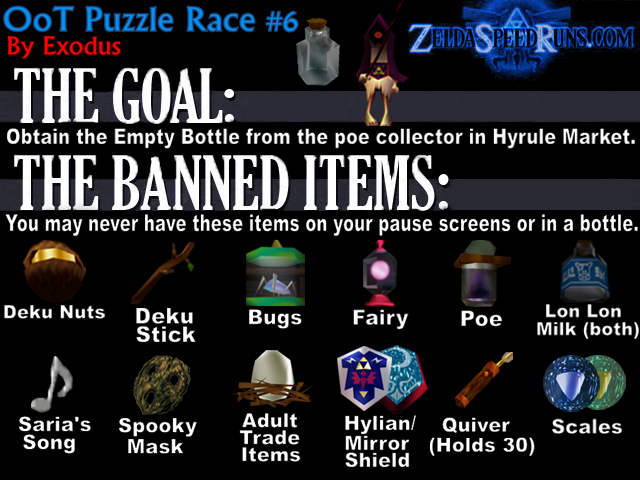 OoT Puzzle Race #6
By Exodus
ZELDASPEEDRUNS.COM
THE GOAL:
Obtain the Empty Bottle from the poe collector in Hyrule Market.
THE BANNED ITEMS:
You may never have these items on your pause screens or in a bottle.
Deku Nuts
Deku
Stick
Bugs
Fairy
Poe
Lon Lon
Milk (both)
Saria's
Song
Spooky
Mask
Adult
Trade
Items
Hylian/
Mirror
Shield
Quiver
(Holds 30)
Scales